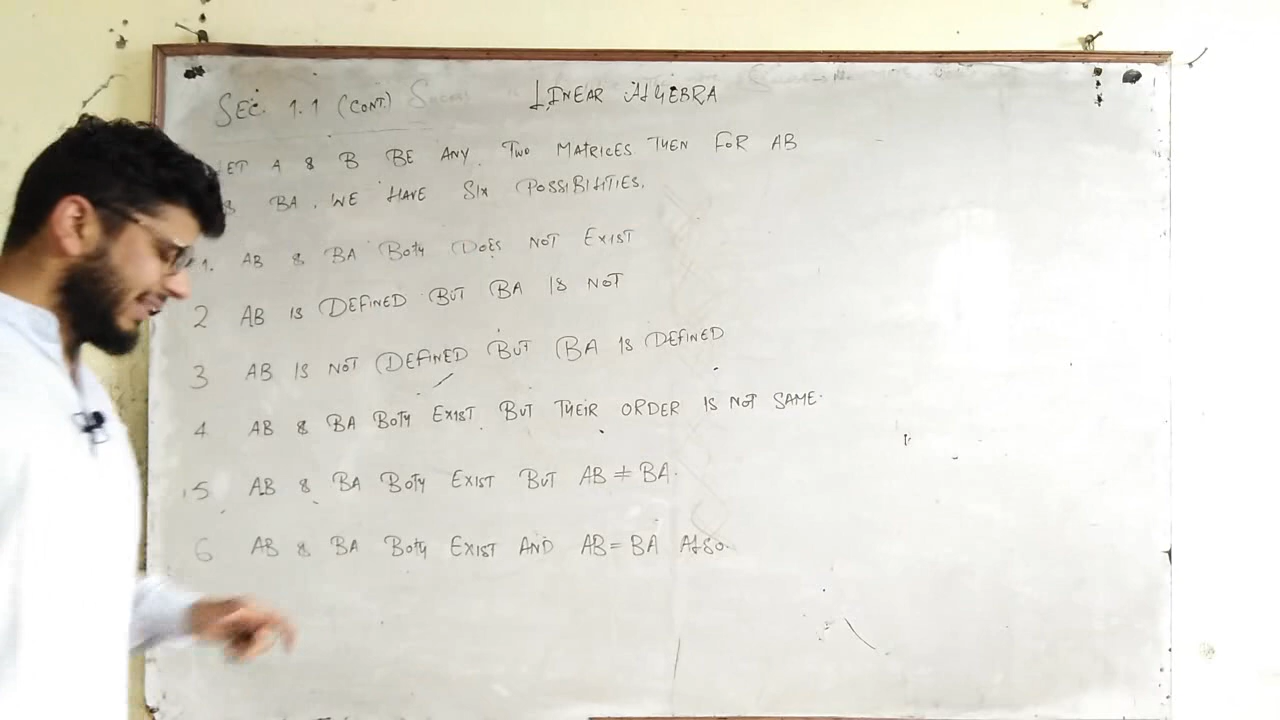 SEC. 1.1 (CONT.) LINEAR ALGEBRA
LET A & B BE ANY TWO MATRICES THEN FOR AB
& BA. WE HAVE SIX POSSIBILITIES.
1. AB & BA BOTH DOES NOT EXIST
2 AB IS DEFINED BUT BA IS NOT
3 AB IS NOT DEFINED BUT BA IS DEFINED
4 AB & BA BOTH EXIST BUT THEIR ORDER IS NOT SAME.
5 AB & BA BOTH EXIST BUT AB ≠ BA.
6 AB & BA BOTH EXIST AND AB = BA ALSO.